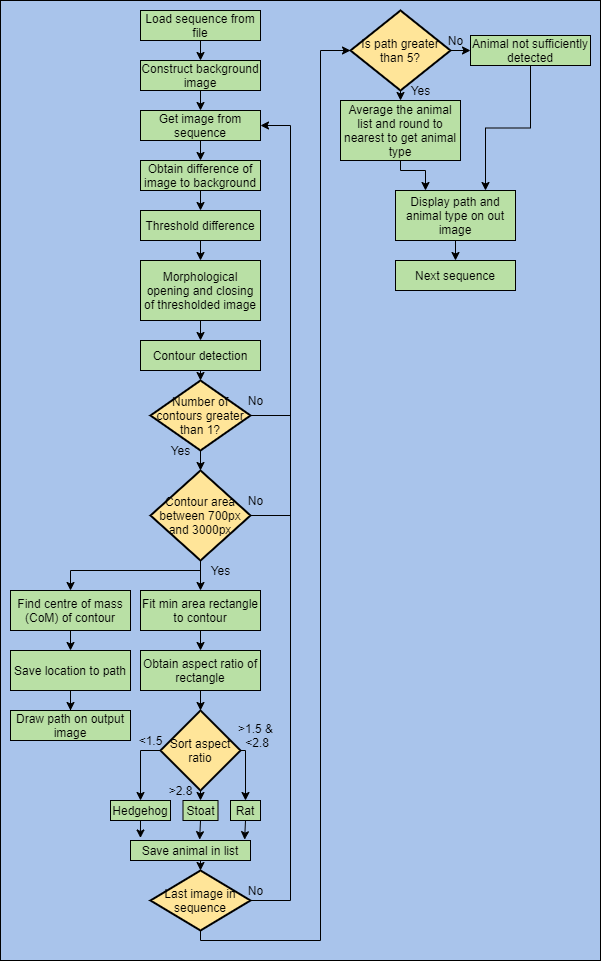 Load sequence from
file
Construct background
image
Get image from
sequence
Obtain difference of
image to background
Threshold difference
Morphological
opening and closing
of thresholded image
Contour detection
Number of
contours greater
than 1?
No
Yes
Contour area
between 700px
and 3000px
No
Yes
Find centre of mass
(CoM) of contour
Save location to path
Draw path on output
image
Fit min area rectangle
to contour
Obtain aspect ratio of
rectangle
Sort aspect
ratio
<1.5
>2.8
>1.5 &
<2.8
Hedgehog
Stoat
Rat
Save animal in list
Last image in
sequence
No
Is path greater
than 5?
No
Animal not sufficiently
detected
Yes
Average the animal
list and round to
nearest to get animal
type
Display path and
animal type on out
image
Next sequence